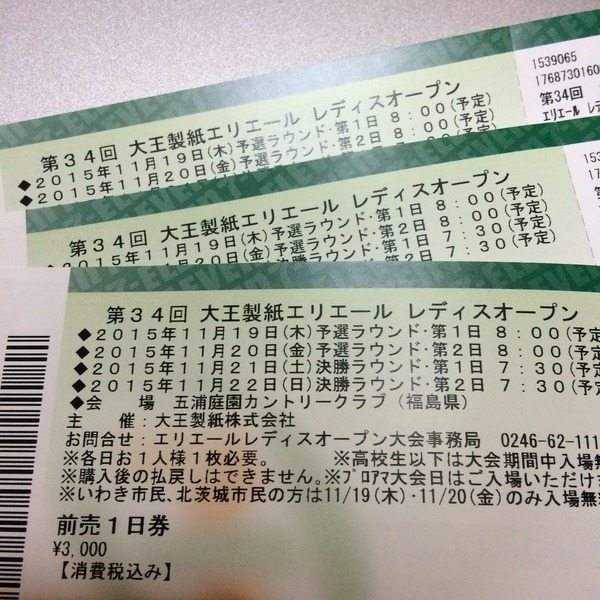 1539065
17687301605
第34回
エリエール レデ
第34回 大王製紙エリエール レディスオープン
◆2015年11月19日(木)予選ラウンド・第1日 8:00(予定)
◆2015年11月20日(金)予選ラウンド・第2日 8:00(予定)
第34回 大王製紙エリエール レディスオープン
◆2015年11月19日(木)予選ラウンド・第1日 8:00(予定)
◆2015年11月20日(金)予選ラウンド・第2日 8:00(予定)
第34回 大王製紙エリエール レディスオープン
◆2015年11月19日(木)予選ラウンド・第1日 8:00(予定
◆2015年11月20日(金)予選ラウンド・第2日 8:00(予定
◆2015年11月21日(土)決勝ラウンド・第1日 7:30(予定
◆2015年11月22日(日)決勝ラウンド・第2日 7:30(予定
◆会 場 五浦庭園カントリークラブ(福島県)
主 催:大王製紙株式会社
お問合せ:エリエールレディスオープン大会事務局 0246-62-111
※各日お1人様1枚必要。 ※高校生以下は大会期間中入場無
※購入後の払戻しはできません。※プロアマ大会日はご入場いただけま
※いわき市民、北茨城市民の方は11/19(木)・11/20(金)のみ入場無料
前売1日券
¥3,000
【消費税込み】